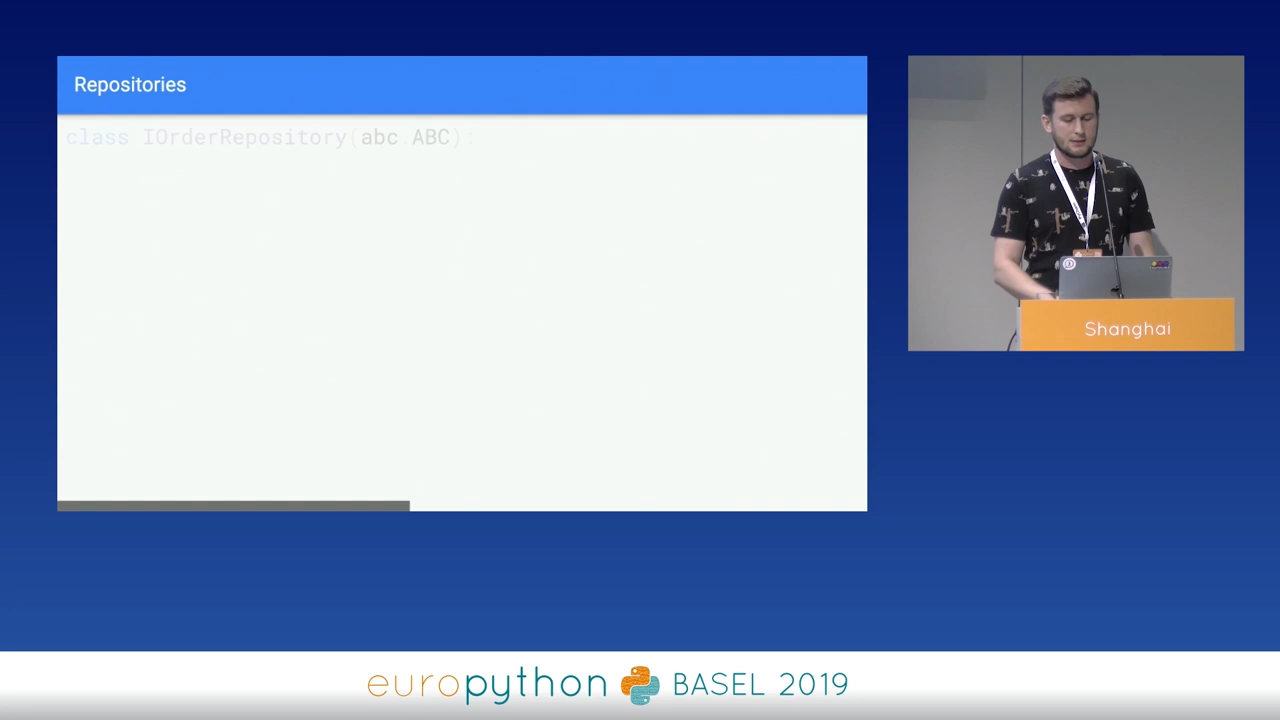 Repositories
class IOrderRepository(abc.ABC):
Shanghai
europython BASEL 2019